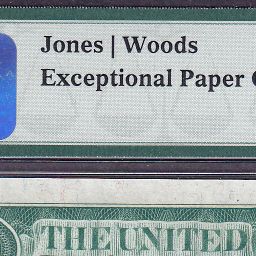 Jones | Woods
Exceptional Paper
THE UNITED